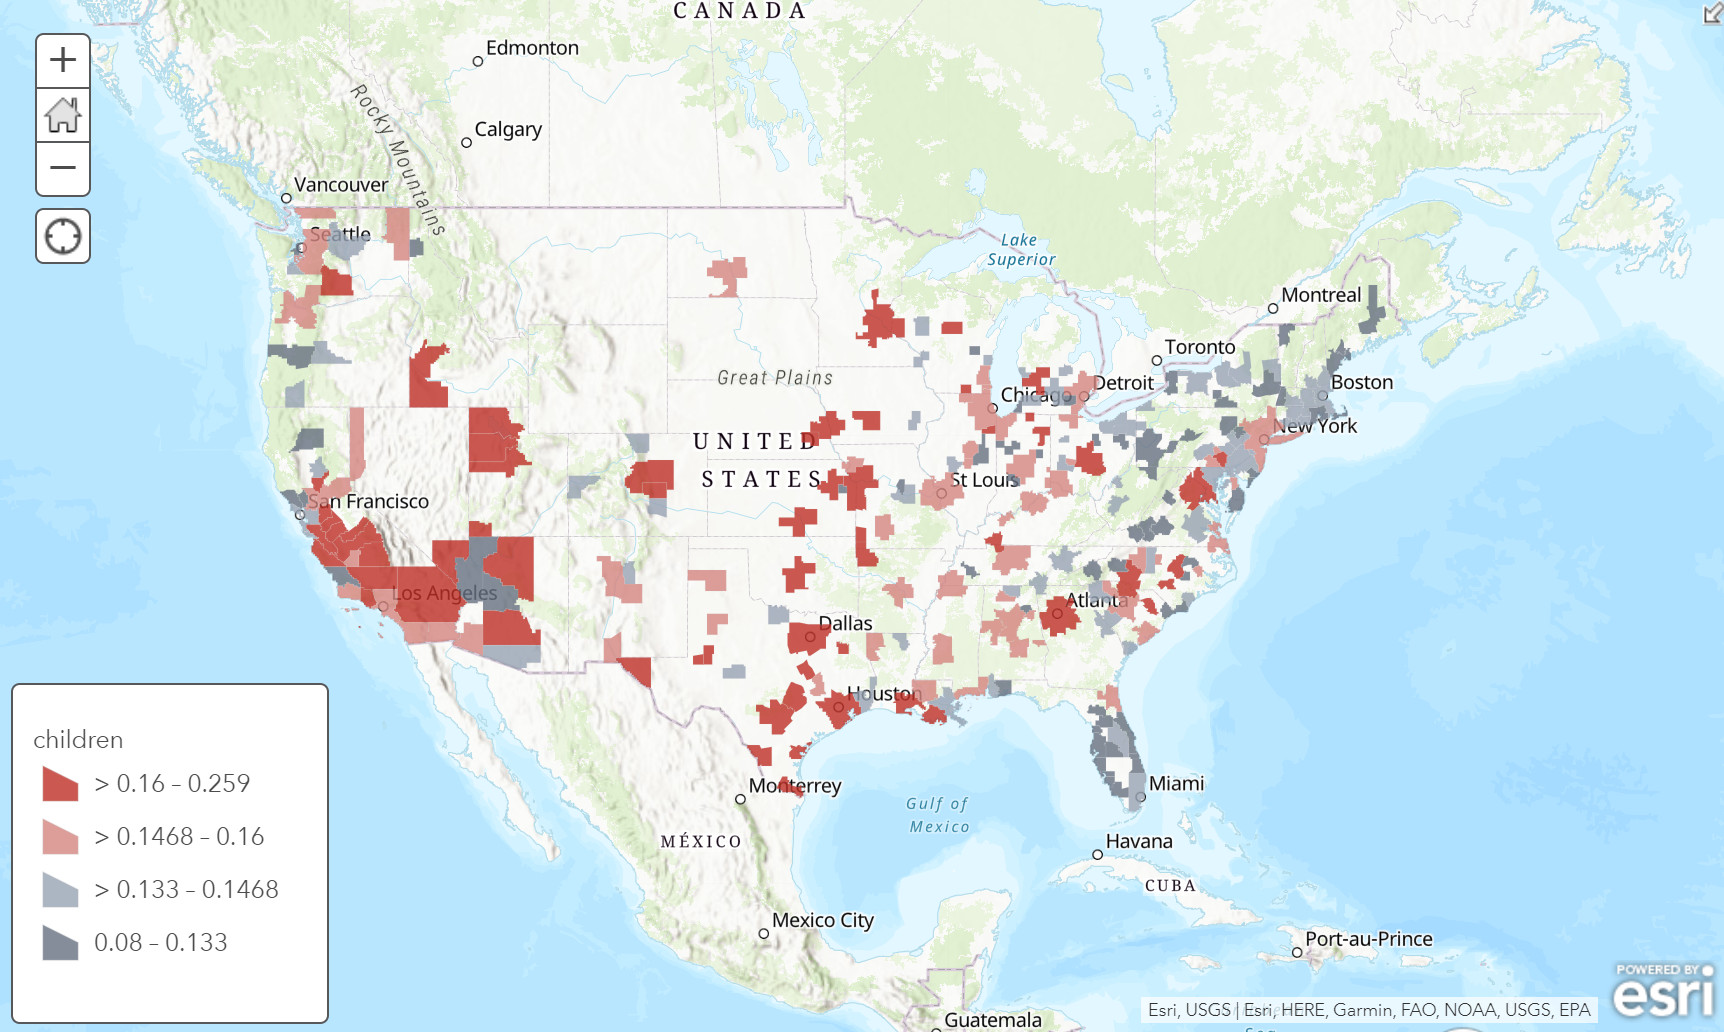 CANADA
Edmonton
Rocky Mountains
Calgary
Vancouver
Seattle
Lake
Superior
Montreal
Toronto
Great Plains
Detroit
Boston
Chicago
New York
UNITED
STATES
St Louis
San Francisco
Los Angeles
Atlanta
Dallas
Houston
Monterrey
Miami
Gulf of
Mexico
MÉXICO
Havana
CUBA
Mexico City
Port-au-Prince
Guatemala
children
> 0.16 – 0.259
> 0.1468 – 0.16
> 0.133 – 0.1468
0.08 – 0.133
POWERED BY
esri
Esri, USGS | Esri, HERE, Garmin, FAO, NOAA, USGS, EPA